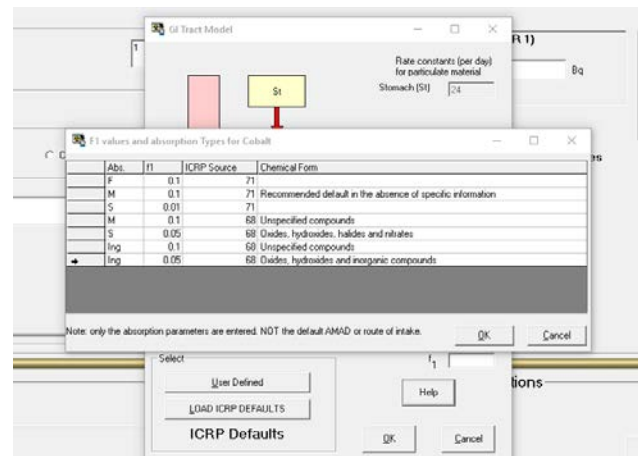 GI Tract Model
R 1)
1
Rate constants (per day)
for particulate material
Bq
Stomach (St) 24
St
F1 values and absorption Types for Cobalt
Abs. f1 ICRP Source Chemical Form
F 0.1 71
M 0.1 71 Recommended default in the absence of specific information
S 0.01 71
M 0.1 68 Unspecified compounds
S 0.05 68 Oxides, hydroxides, halides and nitrates
Ing 0.1 68 Unspecified compounds
Ing 0.05 68 Oxides, hydroxides and inorganic compounds
Note: only the absorption parameters are entered. NOT the default AMAD or route of intake.
OK
Cancel
Select
f1
User Defined
Help
LOAD ICRP DEFAULTS
ICRP Defaults
OK
Cancel
tions